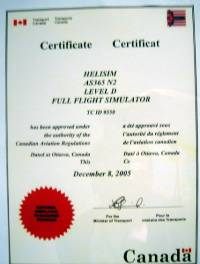 Transport Canada
Transports Canada
Certificate
Certificat
HELISIM
AS365 N2
LEVEL D
FULL FLIGHT SIMULATOR
TC ID 9550
has been approved under
the authority of the
Canadian Aviation Regulations
Dated at Ottawa, Canada
This
a été approuvé sous
l'autorité du règlement
de l'aviation canadien
Daté à Ottawa, Canada
Ce
December 8, 2005
For the
Minister of Transport
Pour le
ministre des Transports
Canada